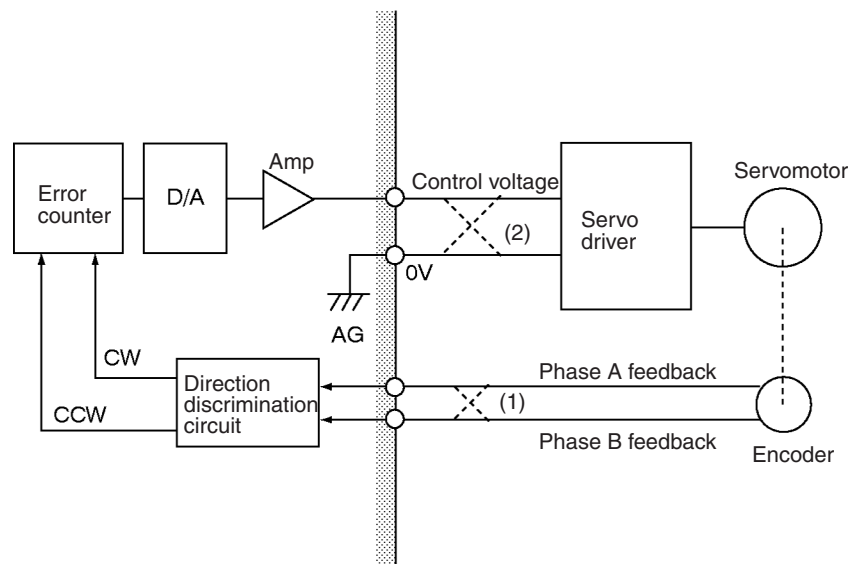 Amp
Servomotor
Error
counter
D/A
Control voltage
(2)
Servo
driver
0V
AG
CW
Direction
discrimination
circuit
CCW
Phase A feedback
(1)
Phase B feedback
Encoder